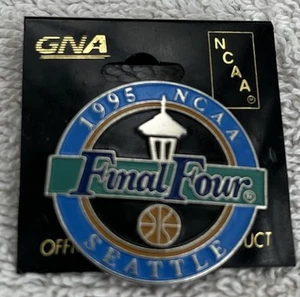 GNA
NCAA®
1995 NCAA
Final Four®
SEATTLE